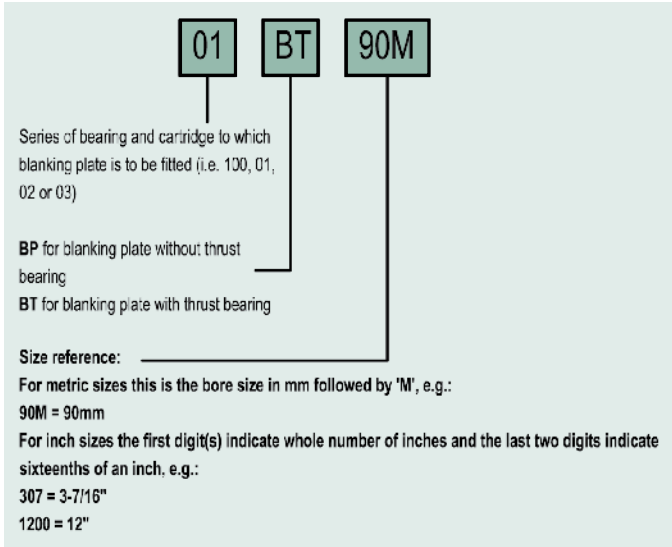 01 BT 90M
Series of bearing and cartridge to which
blanking plate is to be fitted (i.e. 100, 01,
02 or 03)
BP for blanking plate without thrust
bearing
BT for blanking plate with thrust bearing
Size reference:
For metric sizes this is the bore size in mm followed by 'M', e.g.:
90M = 90mm
For inch sizes the first digit(s) indicate whole number of inches and the last two digits indicate
sixteenths of an inch, e.g.:
307 = 3-7/16"
1200 = 12"